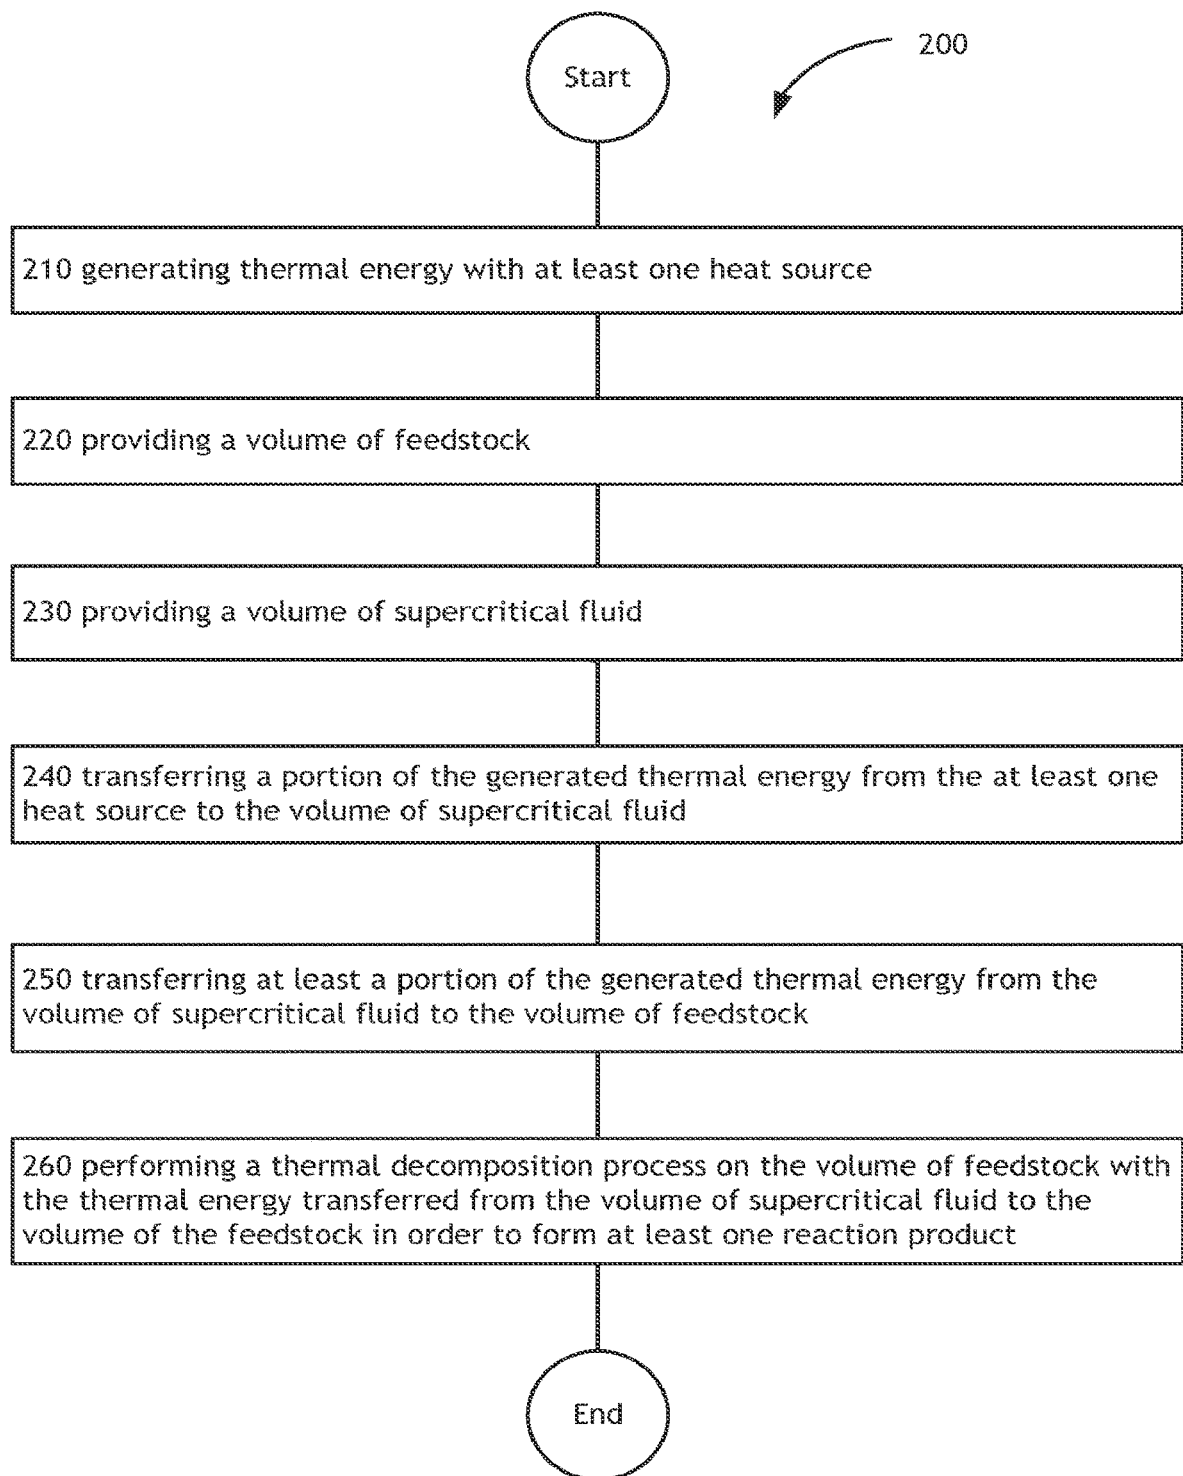 Start
200
210 generating thermal energy with at least one heat source
220 providing a volume of feedstock
230 providing a volume of supercritical fluid
240 transferring a portion of the generated thermal energy from the at least one
heat source to the volume of supercritical fluid
250 transferring at least a portion of the generated thermal energy from the
volume of supercritical fluid to the volume of feedstock
260 performing a thermal decomposition process on the volume of feedstock with
the thermal energy transferred from the volume of supercritical fluid to the
volume of the feedstock in order to form at least one reaction product
End